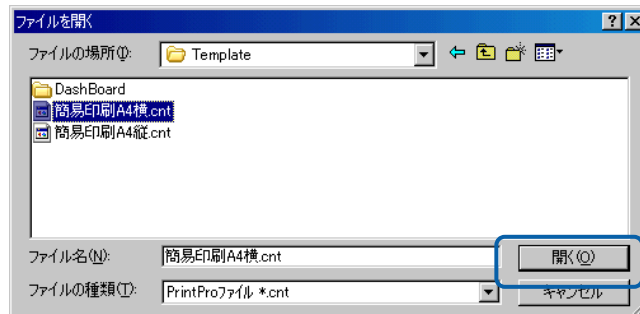 ファイルを開く
ファイルの場所(I):
Template
DashBoard
簡易印刷A4横.cnt
簡易印刷A4縦.cnt
ファイル名(N):
簡易印刷A4横.cnt
開く(O)
ファイルの種類(T):
PrintProファイル *.cnt
キャンセル